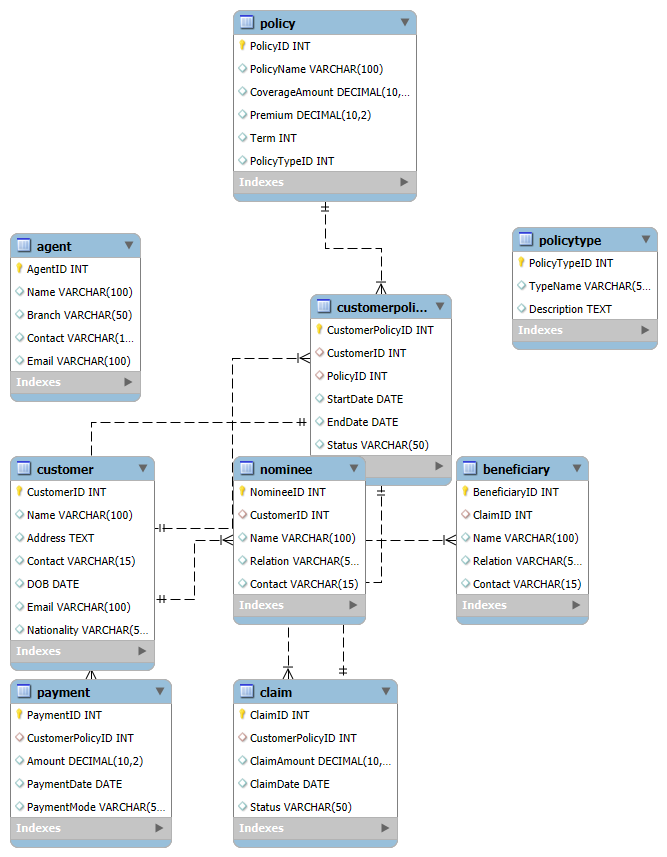 policy
PolicyID INT
PolicyName VARCHAR(100)
CoverageAmount DECIMAL(10,...
Premium DECIMAL(10,2)
Term INT
PolicyTypeID INT
Indexes
agent
AgentID INT
Name VARCHAR(100)
Branch VARCHAR(50)
Contact VARCHAR(1...
Email VARCHAR(100)
Indexes
policytype
PolicyTypeID INT
TypeName VARCHAR(5...
Description TEXT
Indexes
customerpoli...
CustomerPolicyID INT
CustomerID INT
PolicyID INT
StartDate DATE
EndDate DATE
Status VARCHAR(50)
customer
CustomerID INT
Name VARCHAR(100)
Address TEXT
Contact VARCHAR(15)
DOB DATE
Email VARCHAR(100)
Nationality VARCHAR(5...
Indexes
nominee
NomineeID INT
CustomerID INT
Name VARCHAR(100)
Relation VARCHAR(5...
Contact VARCHAR(15)
Indexes
beneficiary
BeneficiaryID INT
ClaimID INT
Name VARCHAR(100)
Relation VARCHAR(5...
Contact VARCHAR(15)
Indexes
payment
PaymentID INT
CustomerPolicyID INT
Amount DECIMAL(10,2)
PaymentDate DATE
PaymentMode VARCHAR(5...
Indexes
claim
ClaimID INT
CustomerPolicyID INT
ClaimAmount DECIMAL(10,...
ClaimDate DATE
Status VARCHAR(50)
Indexes